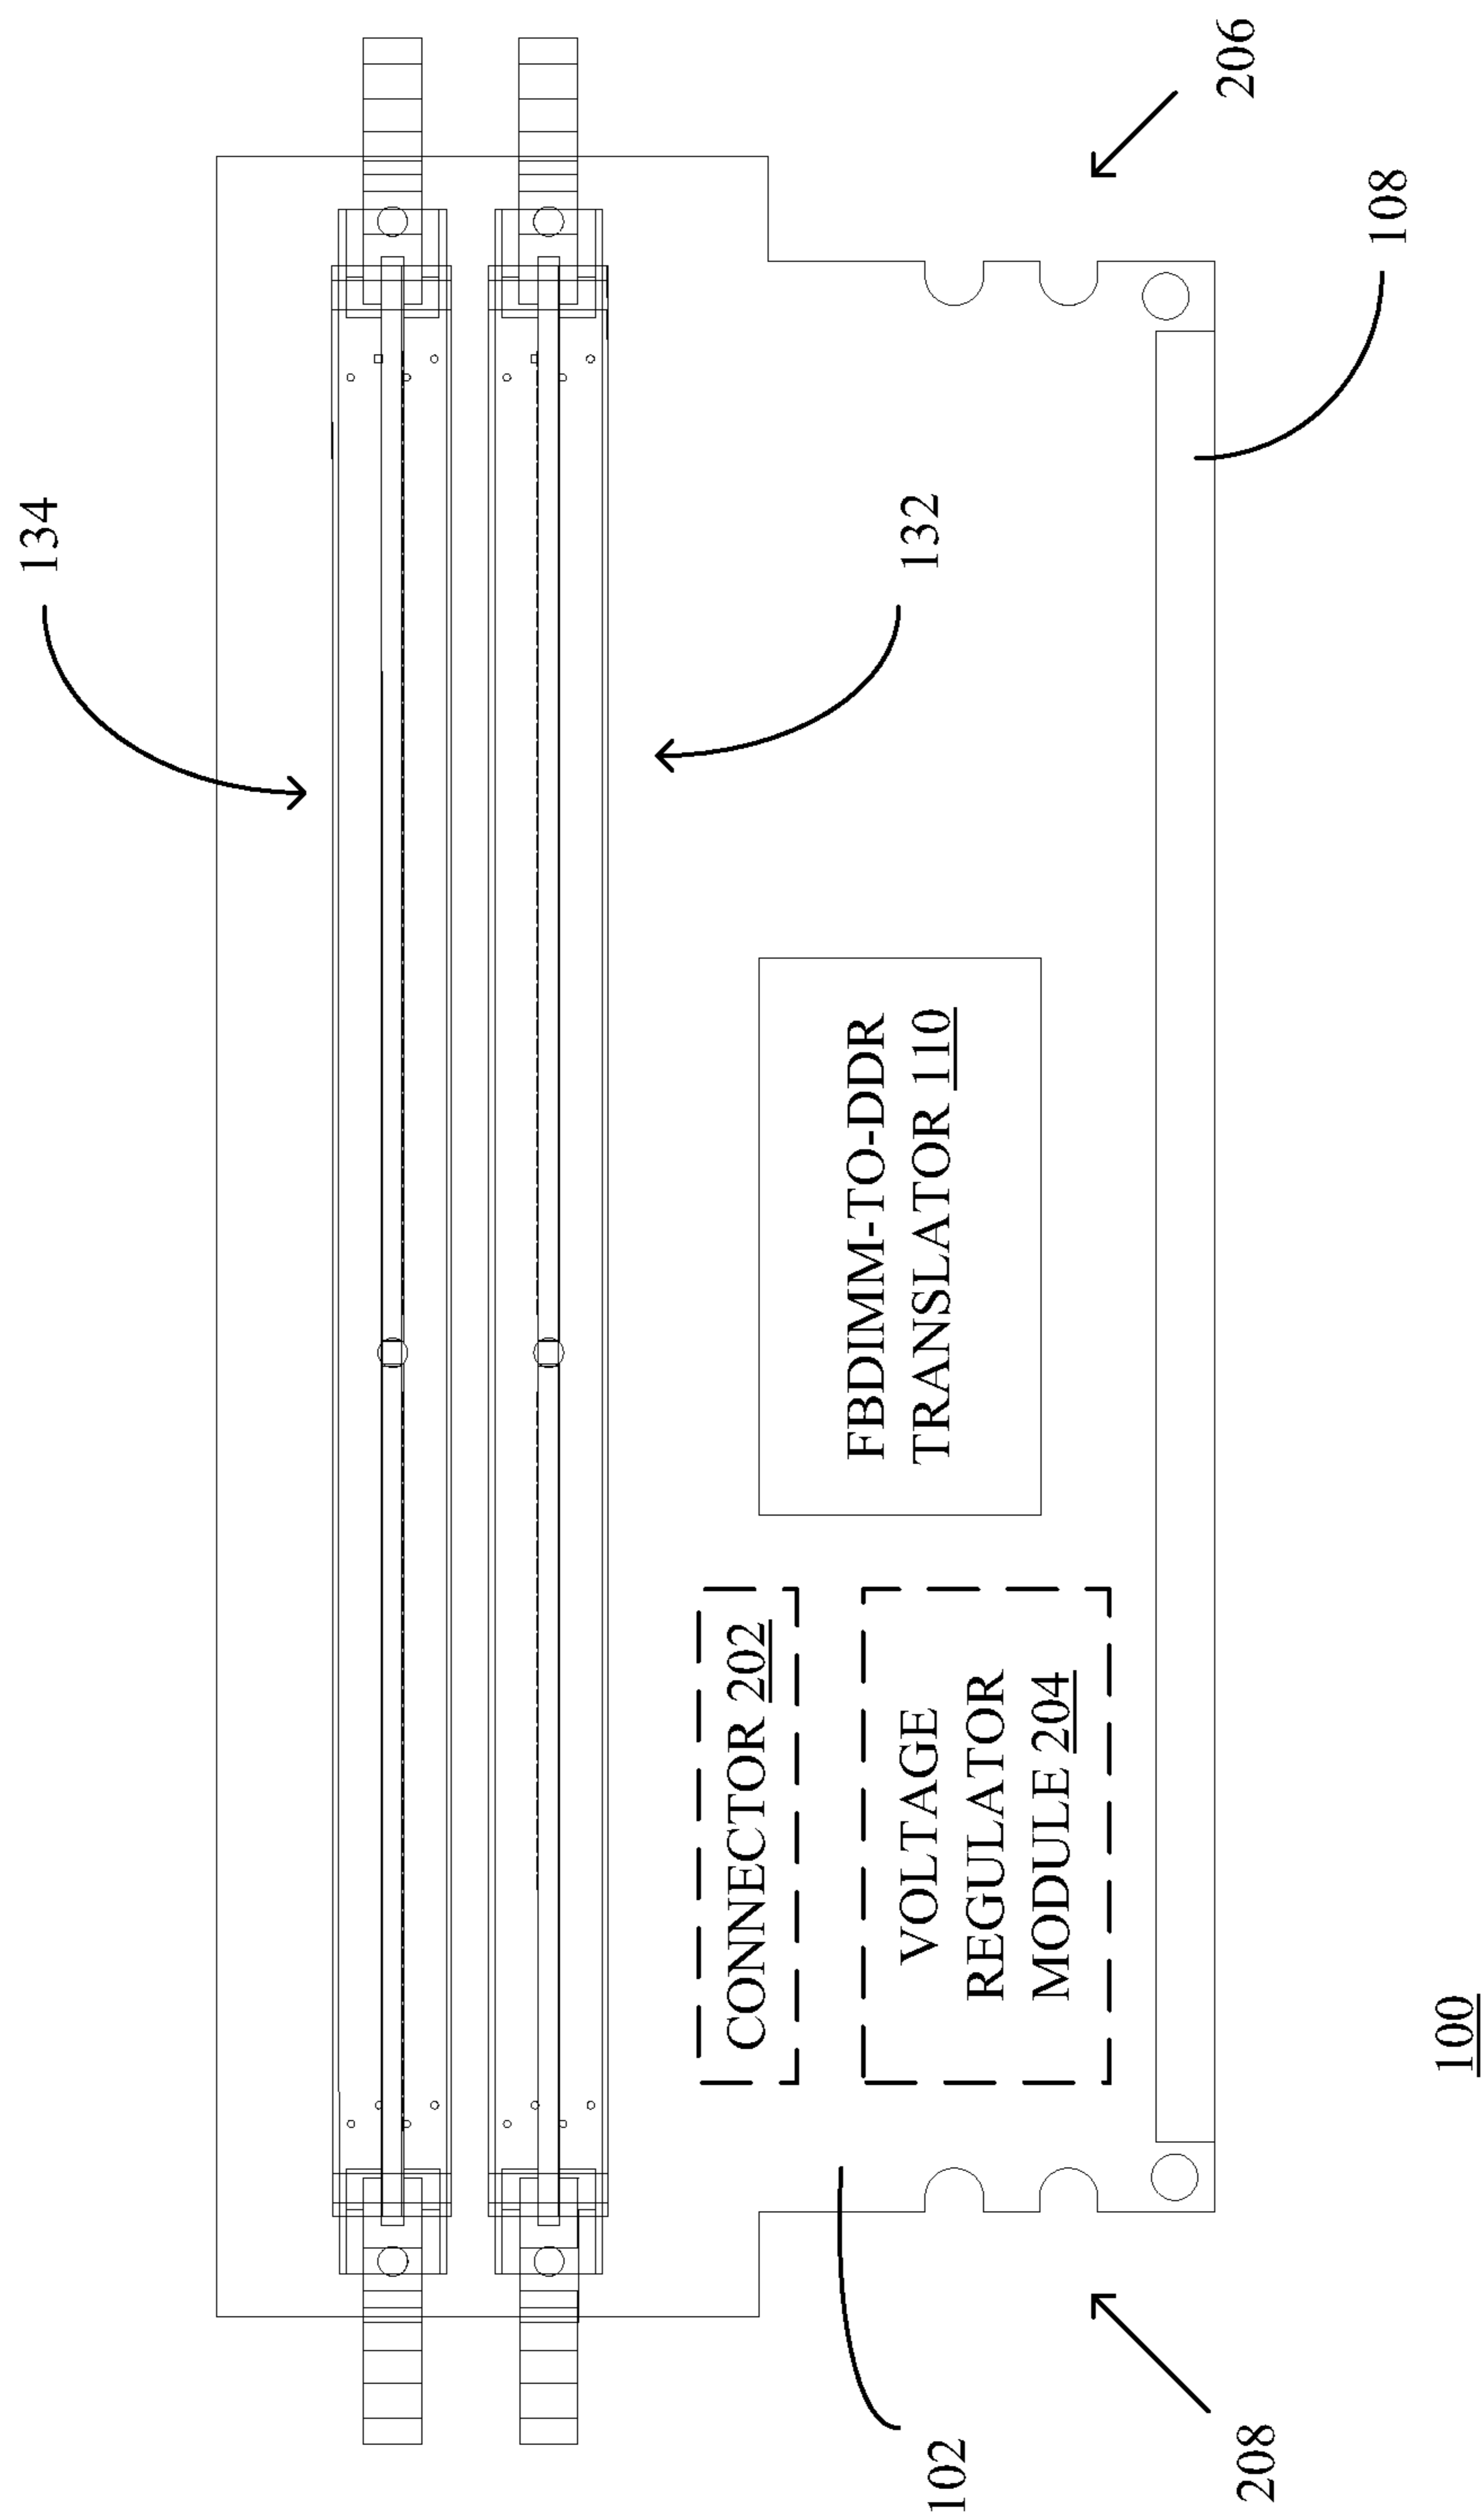 134
132
206
108
FBDIMM-TO-DDR
TRANSLATOR 110
CONNECTOR 202
VOLTAGE
REGULATOR
MODULE 204
102
208
100